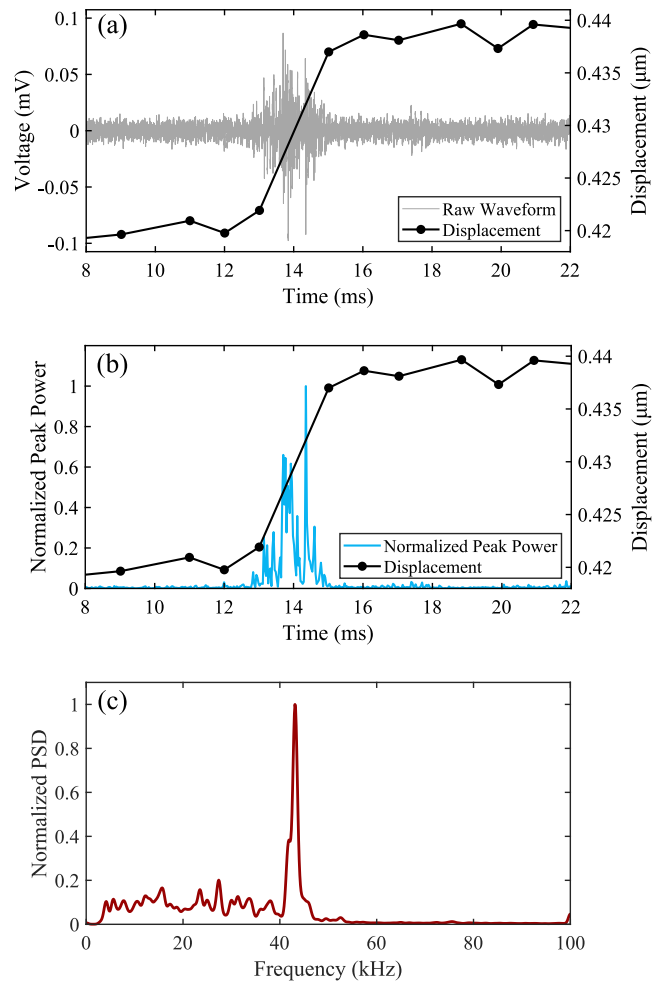 (a)
0.1
0.05
0
-0.05
-0.1
Voltage (mV)
0.44
0.435
0.43
0.425
0.42
Displacement (μm)
Raw Waveform
Displacement
8 10 12 14 16 18 20 22
Time (ms)
(b)
1
0.8
0.6
0.4
0.2
0
Normalized Peak Power
0.44
0.435
0.43
0.425
0.42
Displacement (μm)
Normalized Peak Power
Displacement
8 10 12 14 16 18 20 22
Time (ms)
(c)
1
0.8
0.6
0.4
0.2
0
Normalized PSD
0 20 40 60 80 100
Frequency (kHz)